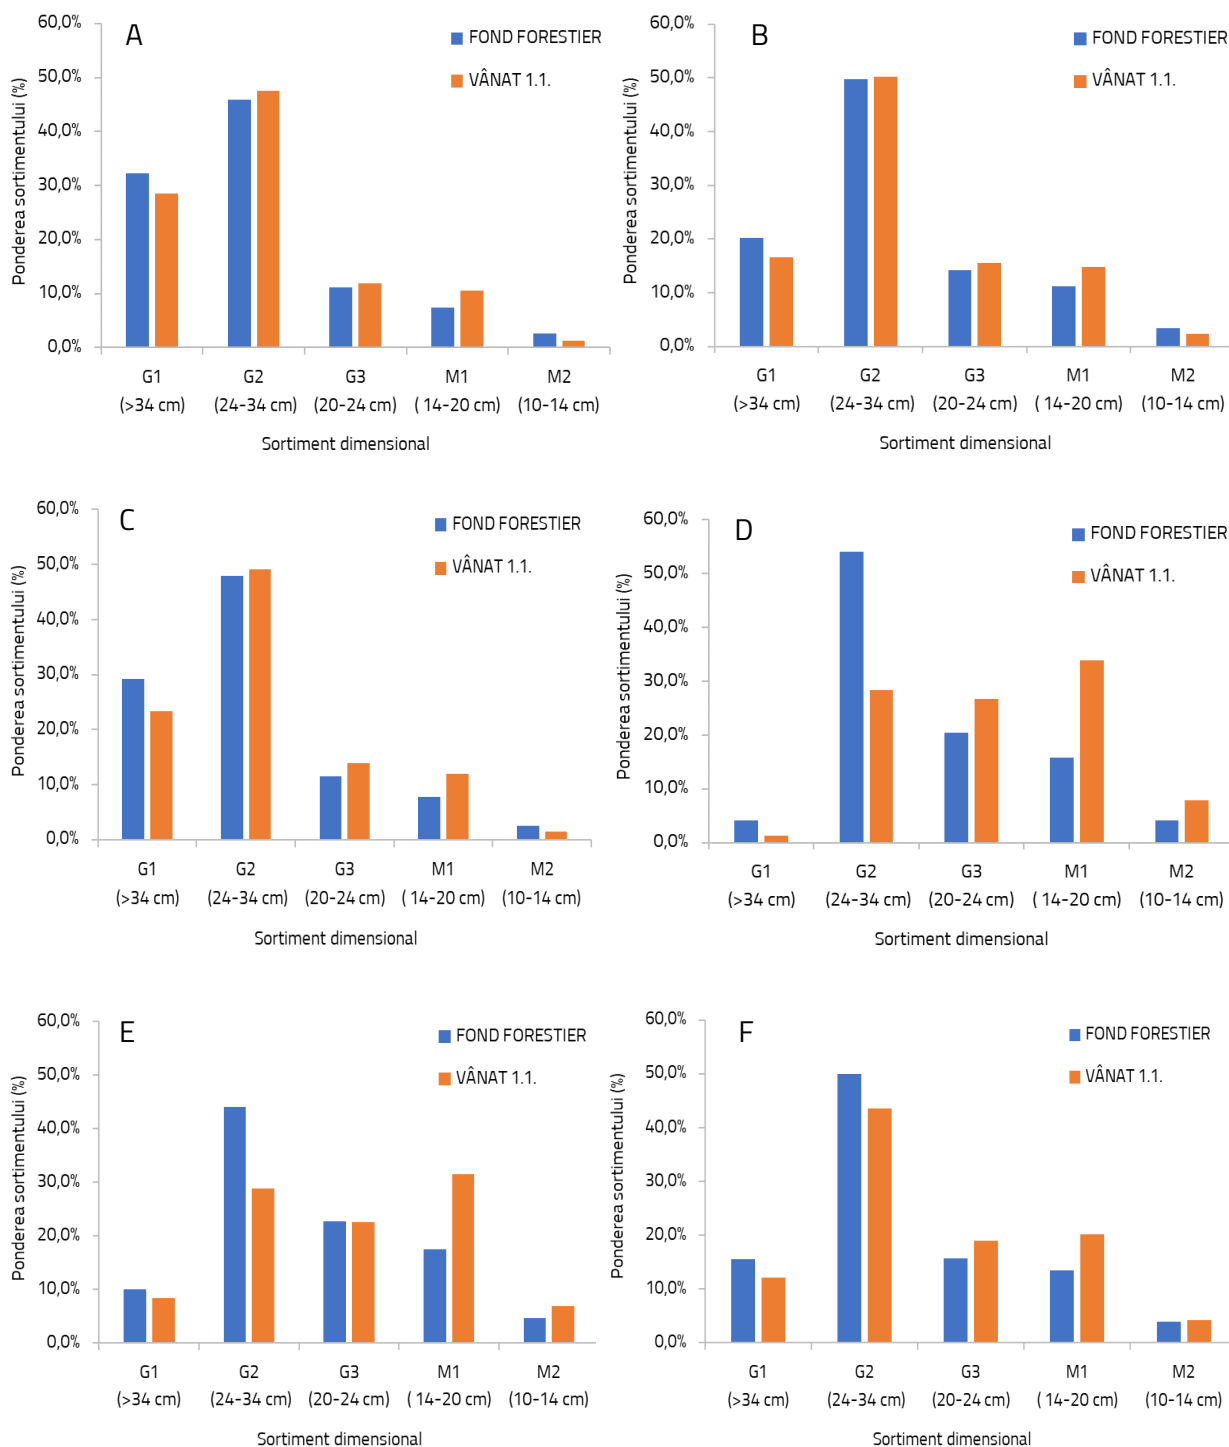 A
FOND FORESTIER
VÂNAT 1.1.
60,0%
50,0%
40,0%
30,0%
20,0%
10,0%
0,0%
Ponderea sortimentului (%)
G1 G2 G3 M1 M2
(>34 cm) (24-34 cm) (20-24 cm) ( 14-20 cm) (10-14 cm)
Sortiment dimensional
B
FOND FORESTIER
VÂNAT 1.1.
60,0%
50,0%
40,0%
30,0%
20,0%
10,0%
0,0%
Ponderea sortimentului (%)
G1 G2 G3 M1 M2
(>34 cm) (24-34 cm) (20-24 cm) ( 14-20 cm) (10-14 cm)
Sortiment dimensional
C
FOND FORESTIER
VÂNAT 1.1.
60,0%
50,0%
40,0%
30,0%
20,0%
10,0%
0,0%
Ponderea sortimentului (%)
G1 G2 G3 M1 M2
(>34 cm) (24-34 cm) (20-24 cm) ( 14-20 cm) (10-14 cm)
Sortiment dimensional
D
FOND FORESTIER
VÂNAT 1.1.
60,0%
50,0%
40,0%
30,0%
20,0%
10,0%
0,0%
Ponderea sortimentului (%)
G1 G2 G3 M1 M2
(>34 cm) (24-34 cm) (20-24 cm) ( 14-20 cm) (10-14 cm)
Sortiment dimensional
E
FOND FORESTIER
VÂNAT 1.1.
60,0%
50,0%
40,0%
30,0%
20,0%
10,0%
0,0%
Ponderea sortimentului (%)
G1 G2 G3 M1 M2
(>34 cm) (24-34 cm) (20-24 cm) ( 14-20 cm) (10-14 cm)
Sortiment dimensional
F
FOND FORESTIER
VÂNAT 1.1.
60,0%
50,0%
40,0%
30,0%
20,0%
10,0%
0,0%
Ponderea sortimentului (%)
G1 G2 G3 M1 M2
(>34 cm) (24-34 cm) (20-24 cm) ( 14-20 cm) (10-14 cm)
Sortiment dimensional